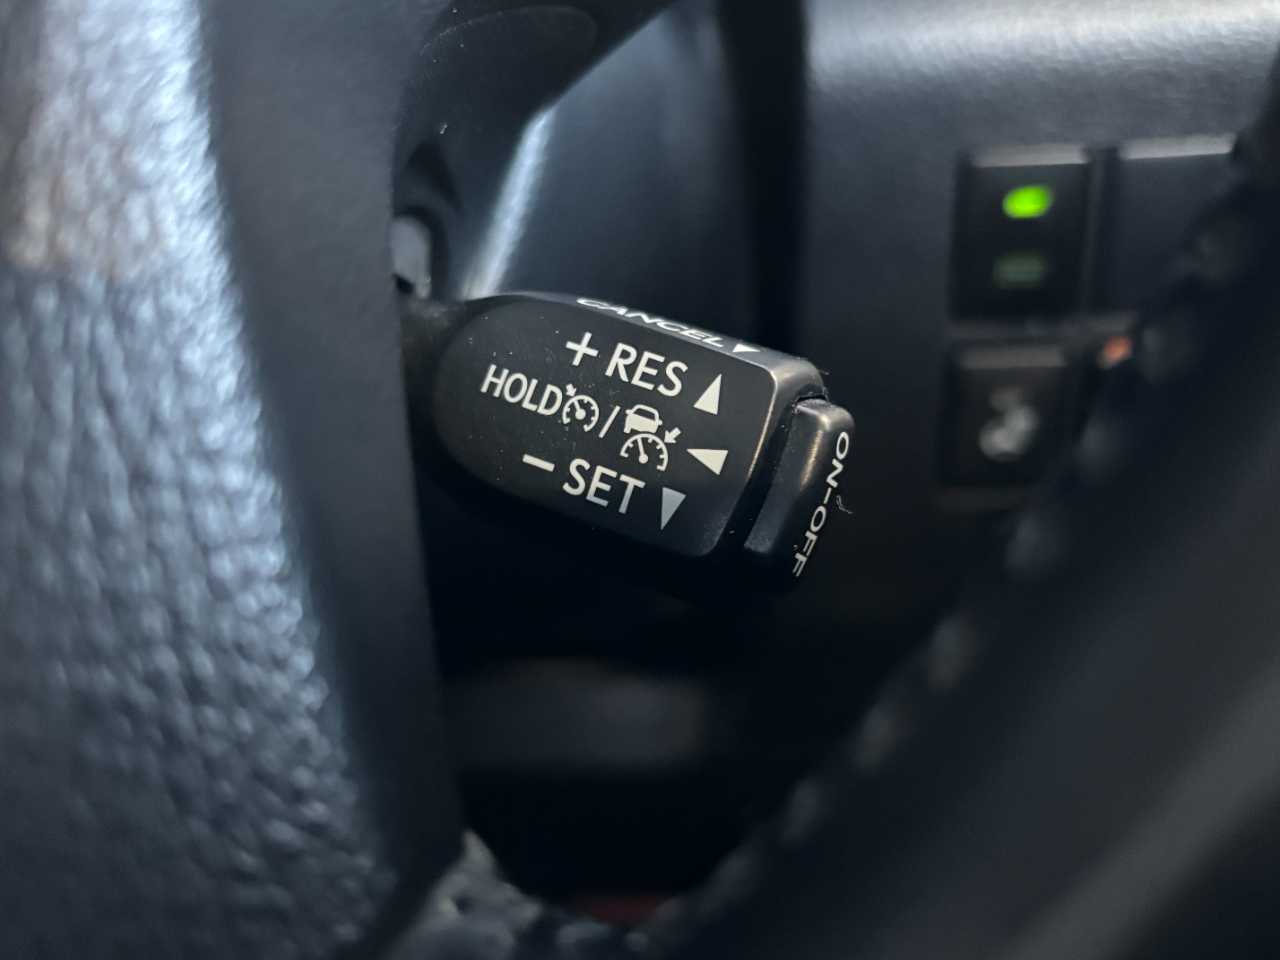 CANCEL
+ RES
HOLD /
− SET
ON-OFF